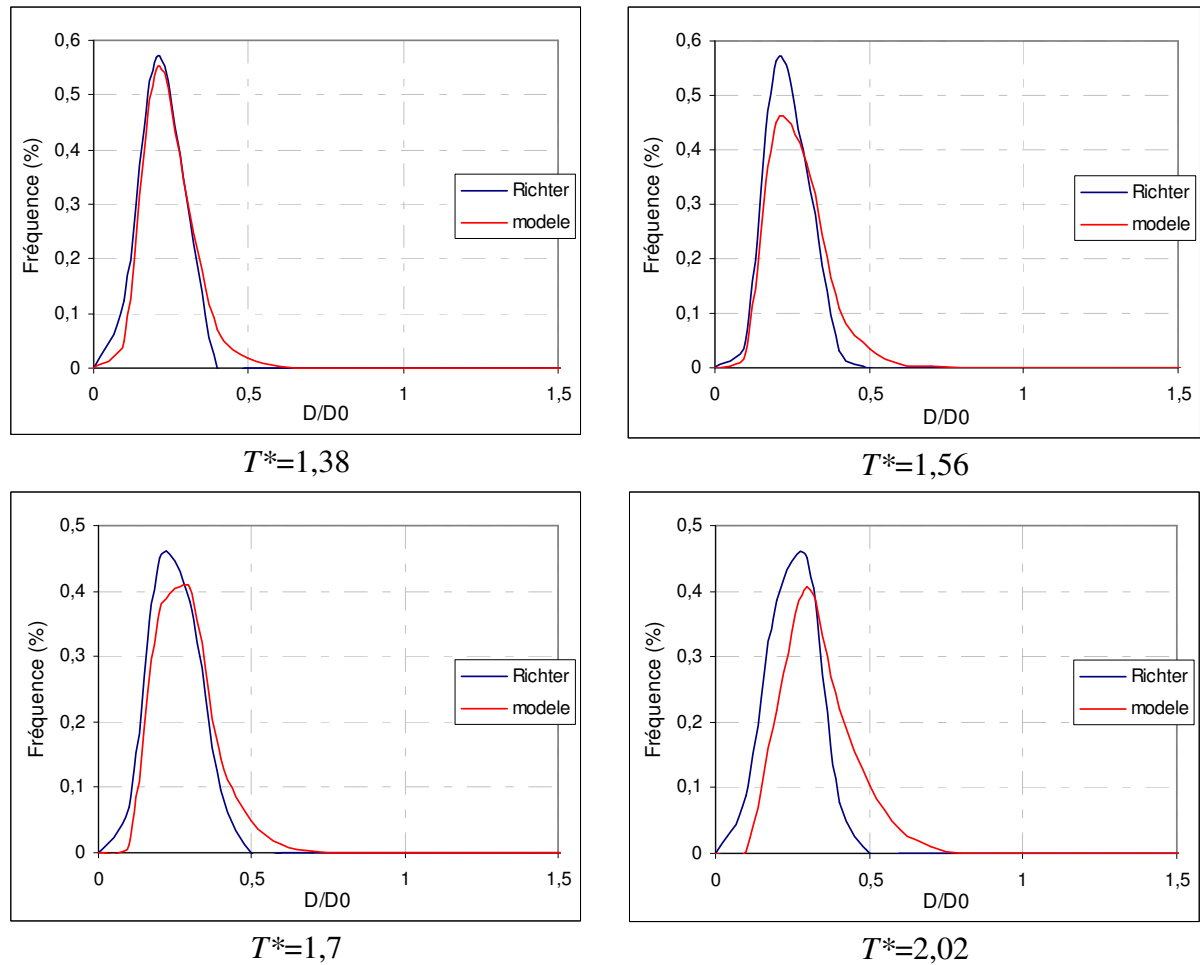 0,6
0,5
0,4
0,3
0,2
0,1
0
Fréquence (%)
0
0,5
1
1,5
D/D0
Richter
modele
T*=1,38
0,6
0,5
0,4
0,3
0,2
0,1
0
Fréquence (%)
0
0,5
1
1,5
D/D0
Richter
modele
T*=1,56
0,5
0,4
0,3
0,2
0,1
0
Fréquence (%)
0
0,5
1
1,5
D/D0
Richter
modele
T*=1,7
0,5
0,4
0,3
0,2
0,1
0
Fréquence (%)
0
0,5
1
1,5
D/D0
Richter
modele
T*=2,02